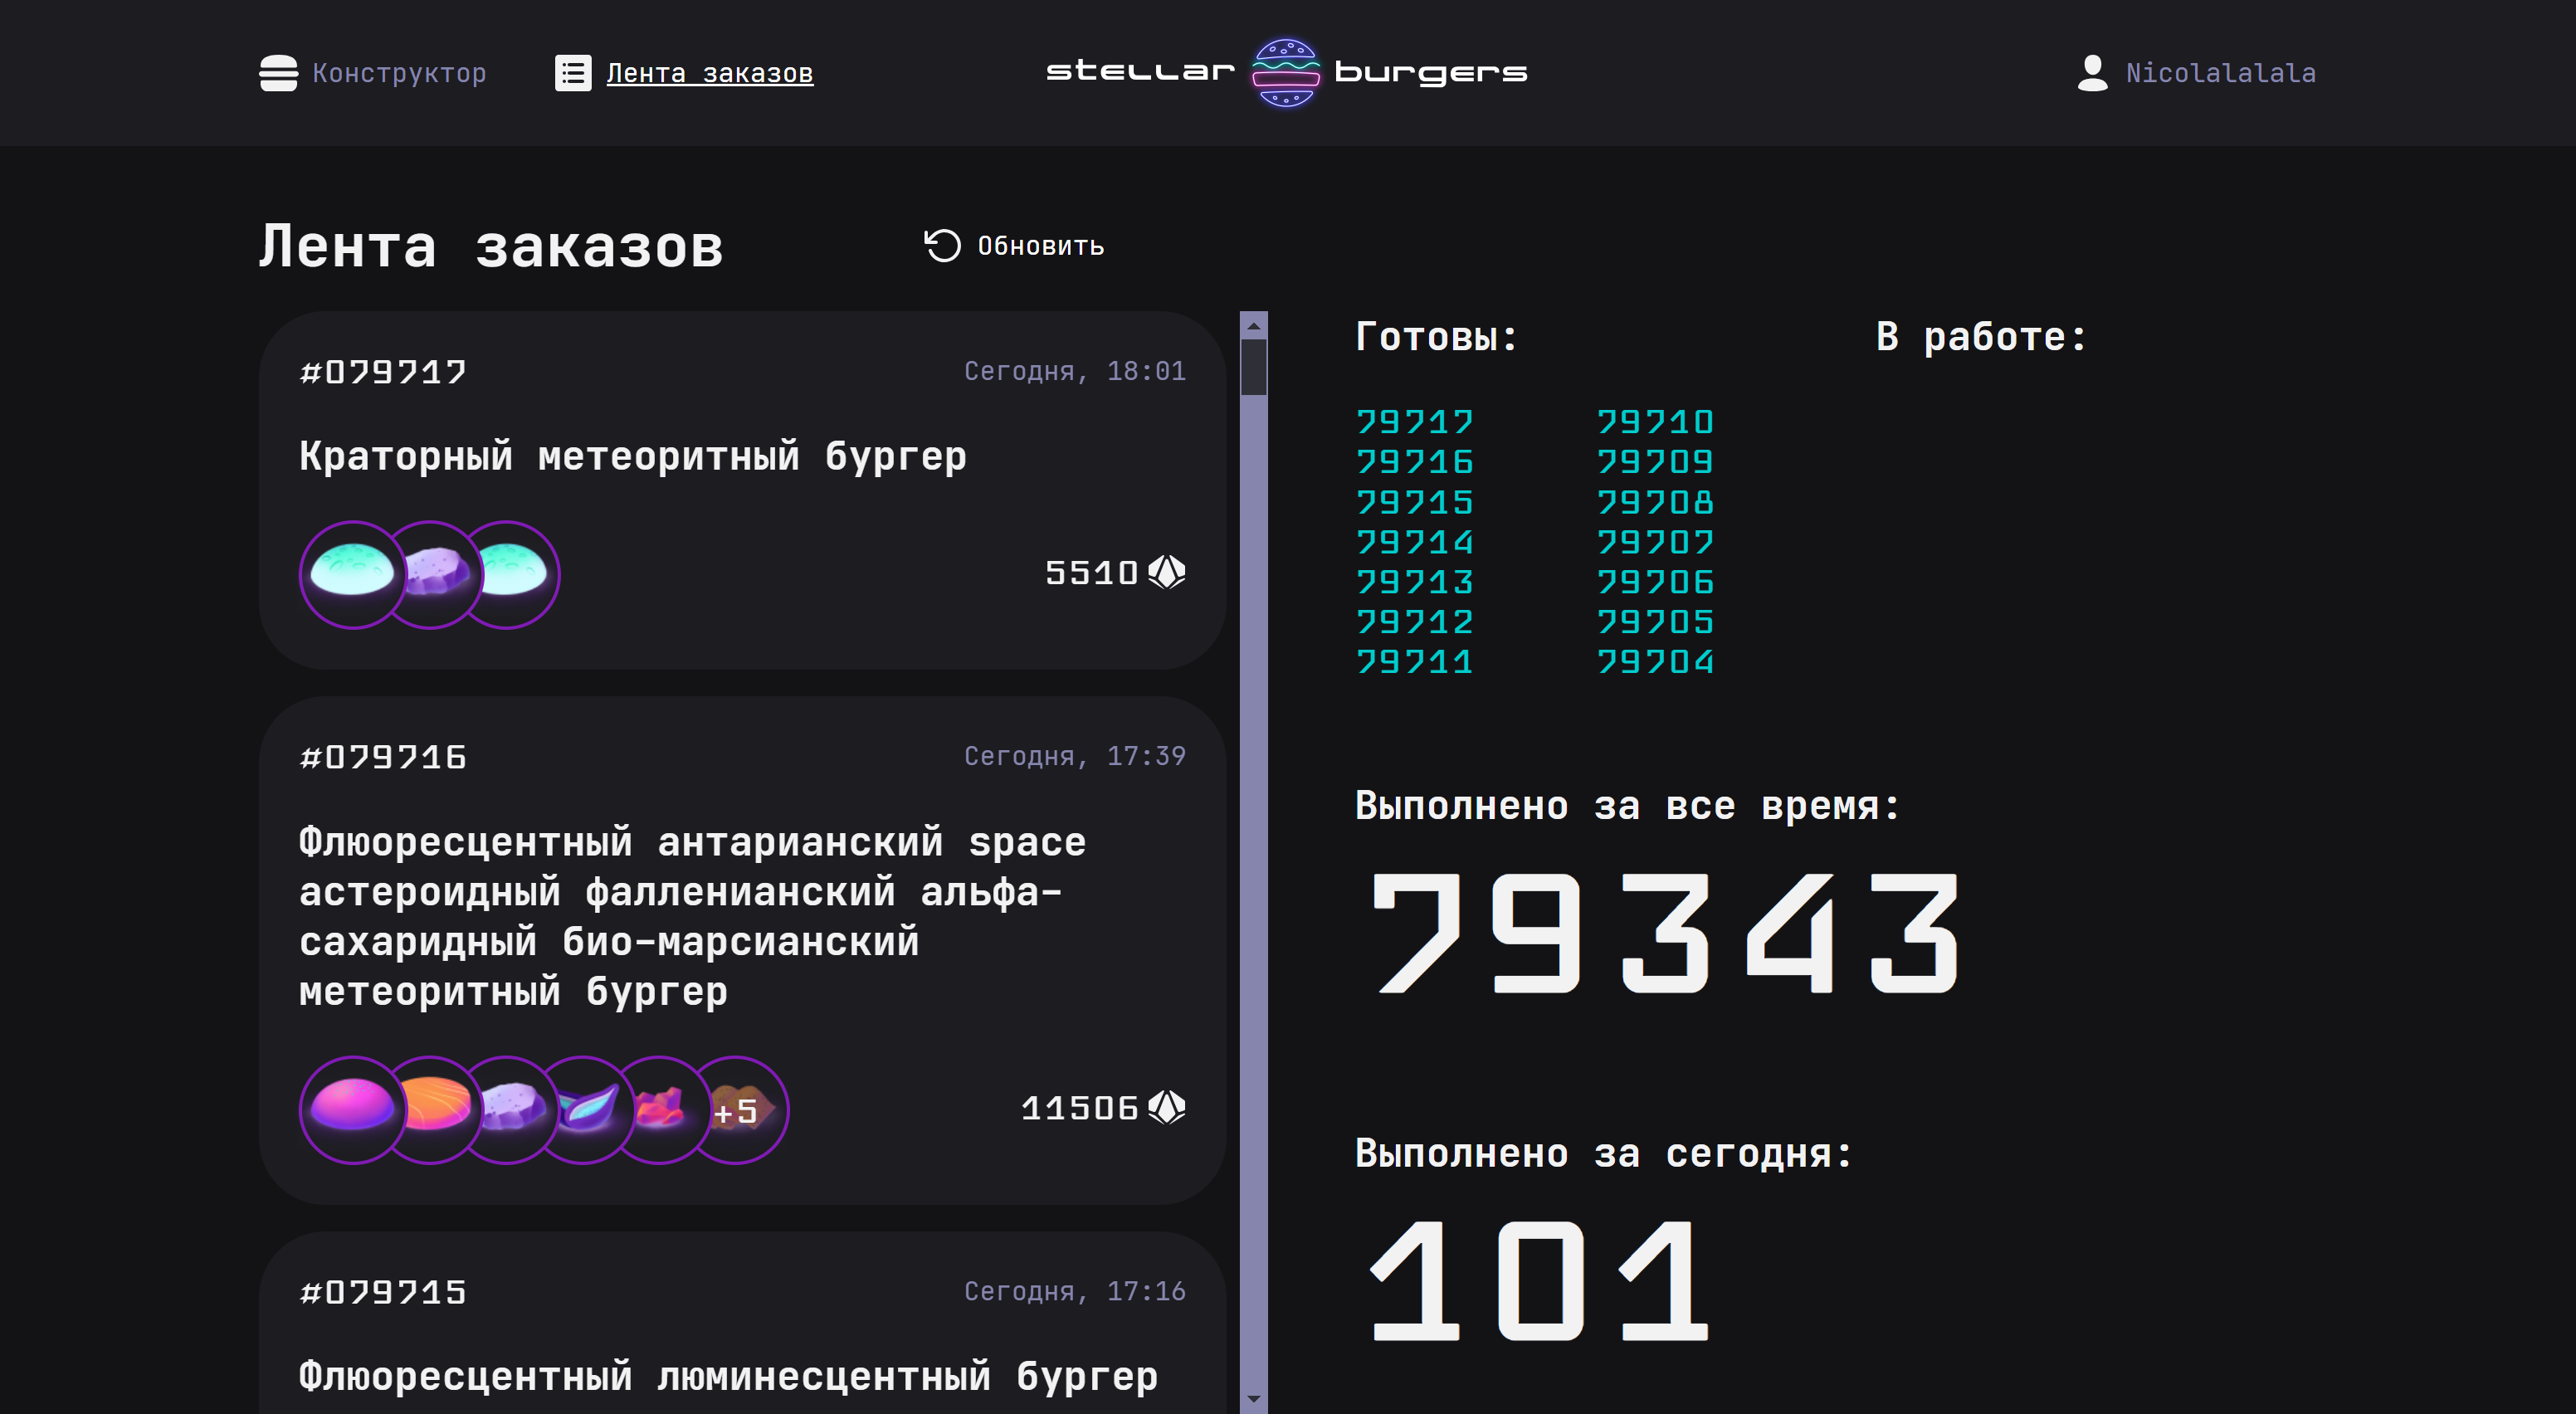 Конструктор
Лента заказов
stellar burgers
Nicolalalala
Лента заказов
Обновить
#079717
Сегодня, 18:01
Краторный метеоритный бургер
5510
#079716
Сегодня, 17:39
Флюоресцентный антарианский space
астероидный фалленианский альфа-
сахаридный био-марсианский
метеоритный бургер
+5
11506
#079715
Сегодня, 17:16
Флюоресцентный люминесцентный бургер
Готовы:
79717
79716
79715
79714
79713
79712
79711
79710
79709
79708
79707
79706
79705
79704
В работе:
Выполнено за все время:
79343
Выполнено за сегодня:
101